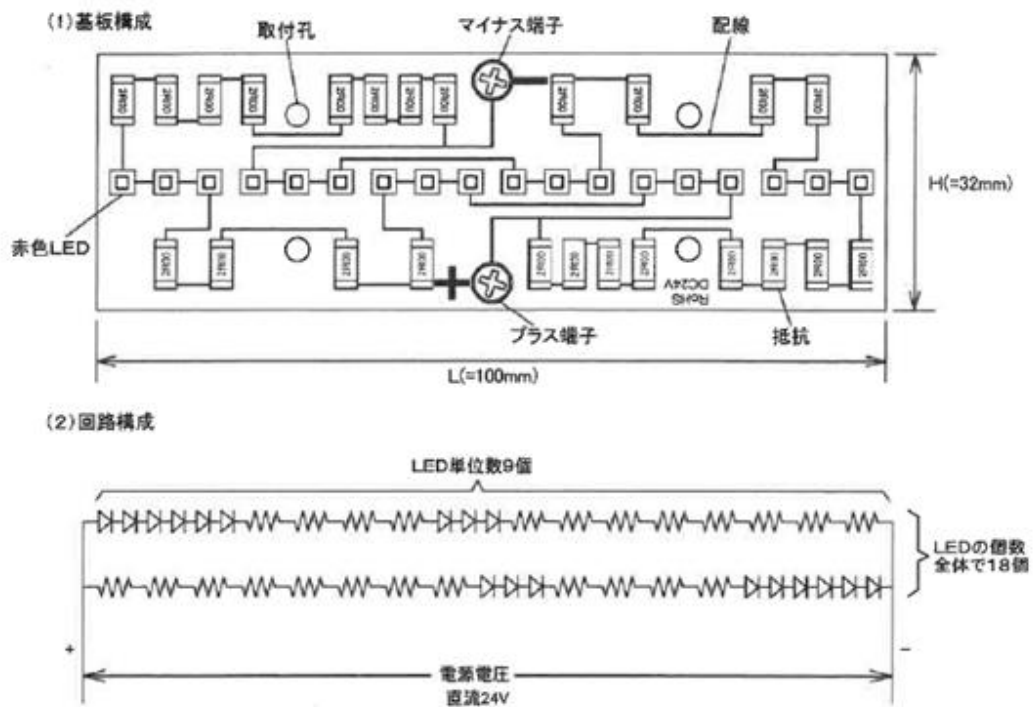 (1)基板構成
取付孔
マイナス端子
配線
H(=32mm)
赤色LED
RoHS
DC24V
プラス端子
抵抗
L(=100mm)
(2)回路構成
LED単位数9個
LEDの個数
全体で18個
+
−
電源電圧
直流24V